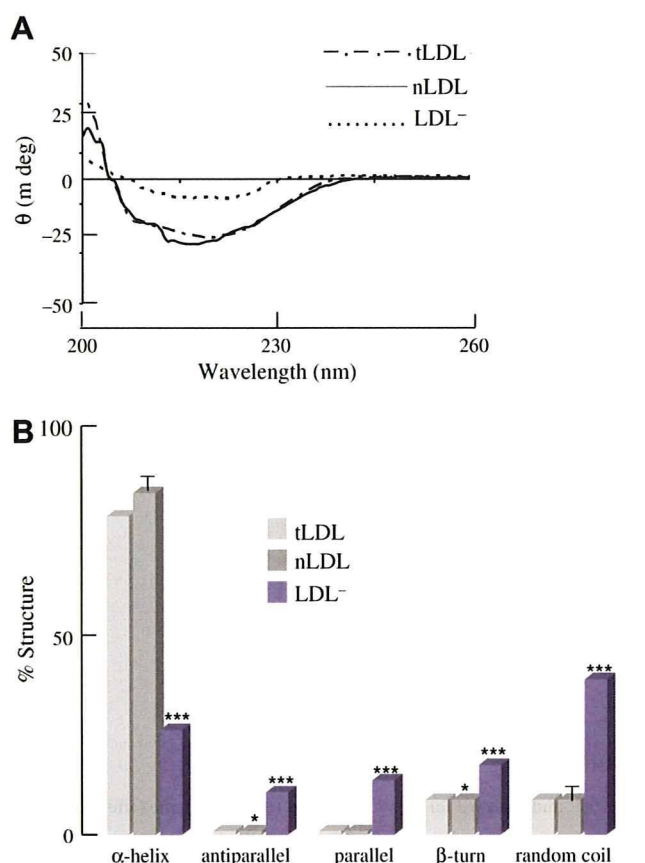 A
50
25
0
–25
–50
θ (m deg)
tLDL
nLDL
LDL–
200
230
260
Wavelength (nm)
B
100
50
0
% Structure
tLDL
nLDL
LDL–
***
*
***
***
*
***
***
α-helix
antiparallel
parallel
β-turn
random coil